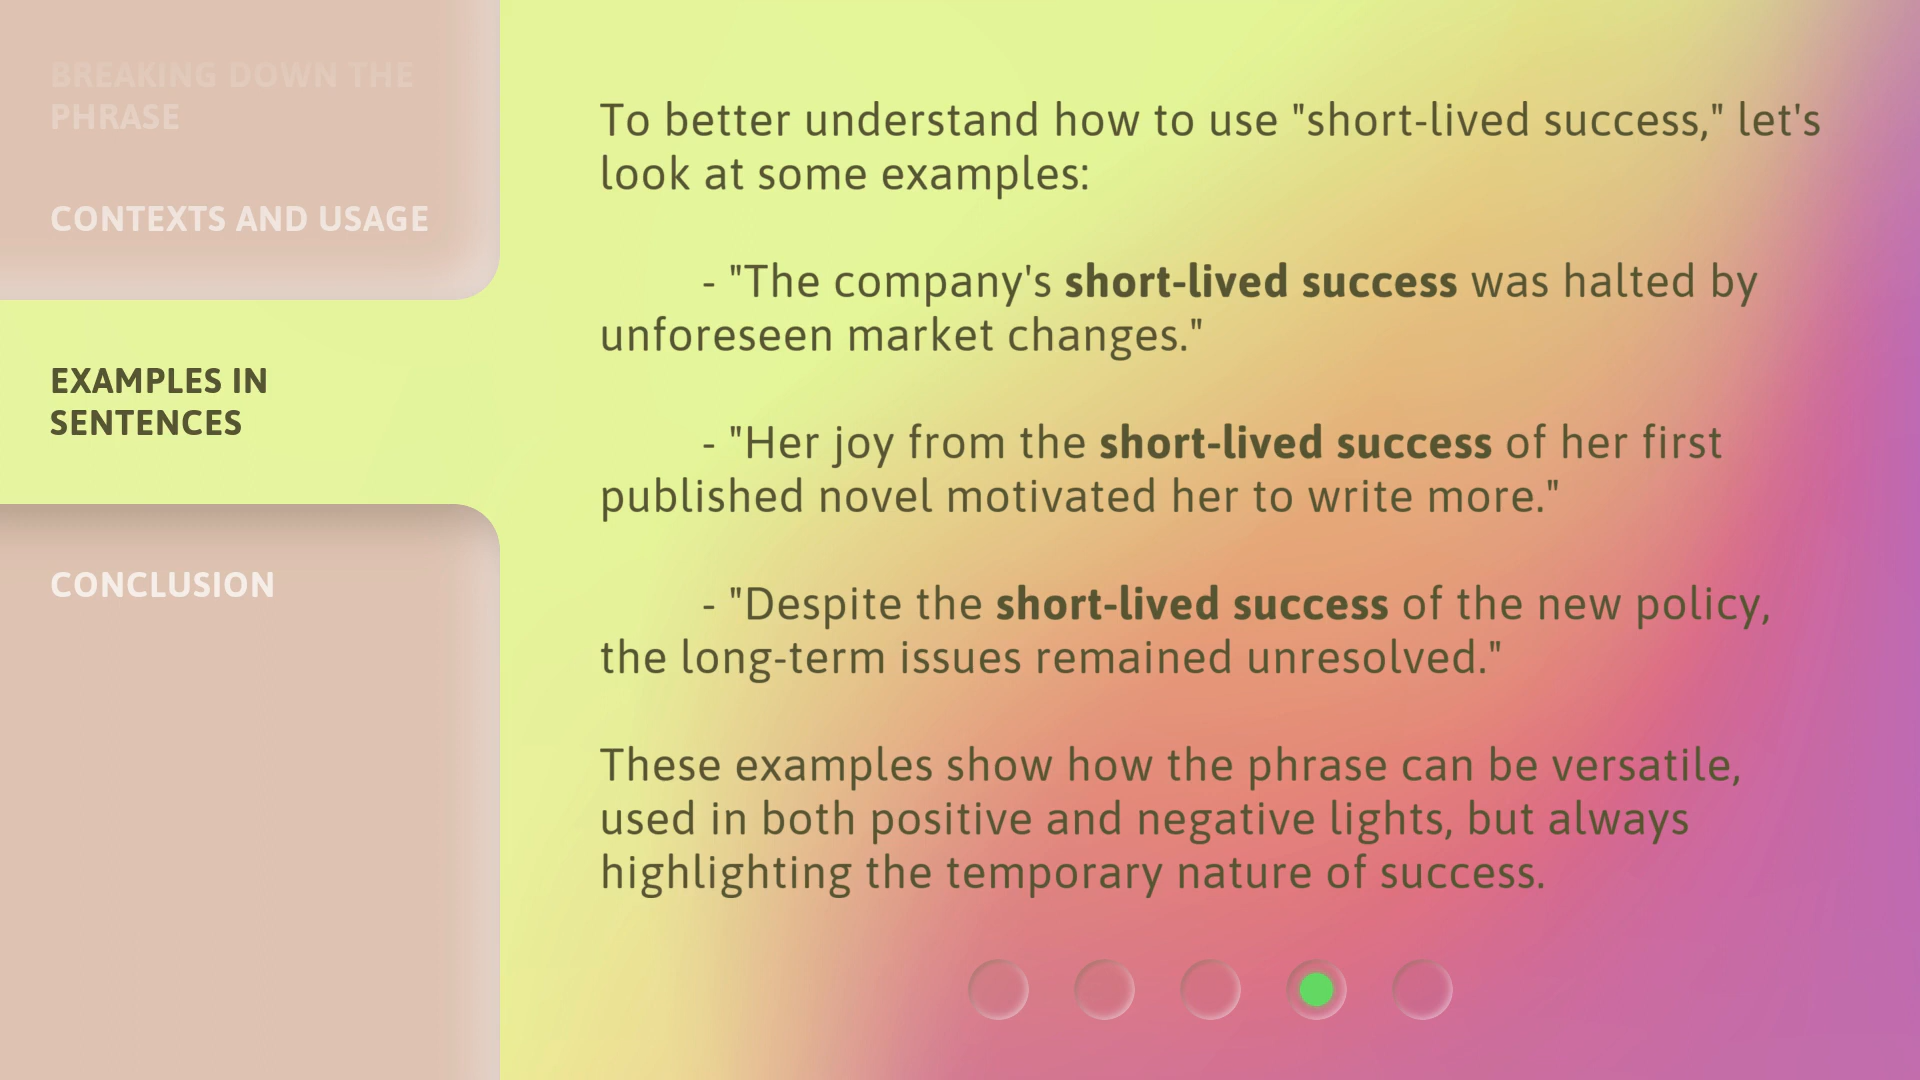 BREAKING DOWN THE
PHRASE
CONTEXTS AND USAGE
EXAMPLES IN
SENTENCES
CONCLUSION
To better understand how to use "short-lived success," let's
look at some examples:
- "The company's short-lived success was halted by
unforeseen market changes."
- "Her joy from the short-lived success of her first
published novel motivated her to write more."
- "Despite the short-lived success of the new policy,
the long-term issues remained unresolved."
These examples show how the phrase can be versatile,
used in both positive and negative lights, but always
highlighting the temporary nature of success.